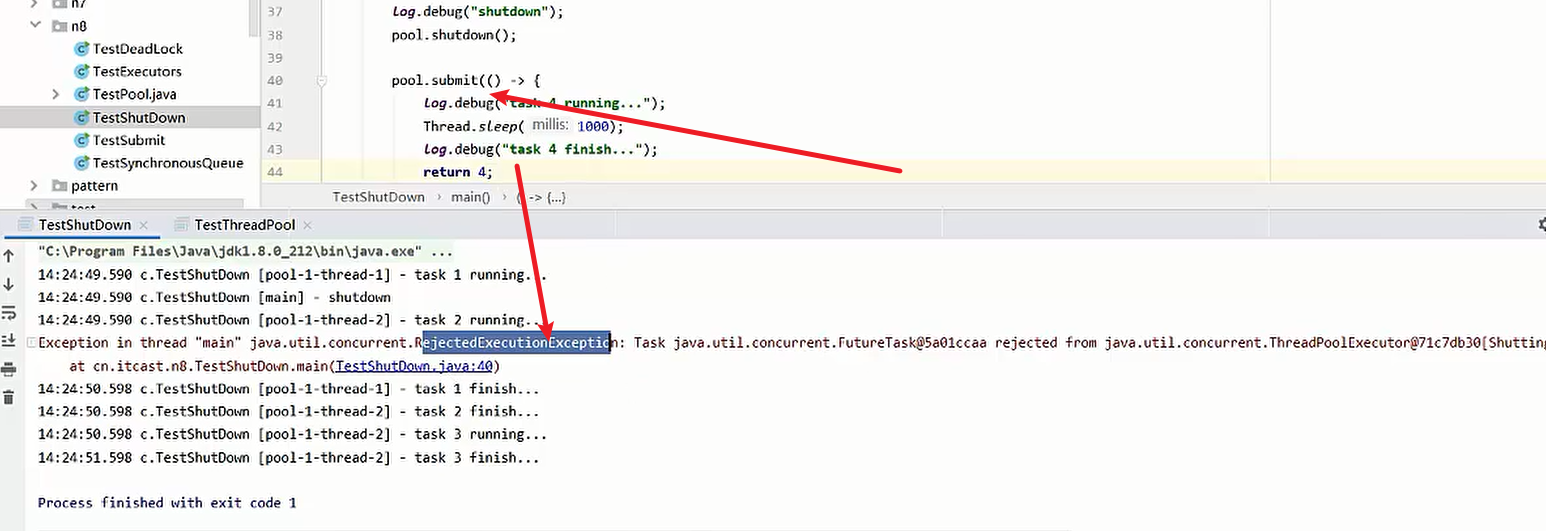 n7
n8
TestDeadLock
TestExecutors
TestPool.java
TestShutDown
TestSubmit
TestSynchronousQueue
pattern
37 log.debug("shutdown");
38 pool.shutdown();
39
40 pool.submit(() -> {
41 log.debug("task 4 running...");
42 Thread.sleep( millis: 1000);
43 log.debug("task 4 finish...");
44 return 4;
TestShutDown › main() › () -> {...}
TestShutDown × TestThreadPool ×
"C:\Program Files\Java\jdk1.8.0_212\bin\java.exe" ...
14:24:49.590 c.TestShutDown [pool-1-thread-1] - task 1 running...
14:24:49.590 c.TestShutDown [main] - shutdown
14:24:49.590 c.TestShutDown [pool-1-thread-2] - task 2 running...
Exception in thread "main" java.util.concurrent.RejectedExecutionException: Task java.util.concurrent.FutureTask@5a01ccaa rejected from java.util.concurrent.ThreadPoolExecutor@71c7db30[Shutting
at cn.itcast.n8.TestShutDown.main(TestShutDown.java:40)
14:24:50.598 c.TestShutDown [pool-1-thread-1] - task 1 finish...
14:24:50.598 c.TestShutDown [pool-1-thread-2] - task 2 finish...
14:24:50.598 c.TestShutDown [pool-1-thread-2] - task 3 running...
14:24:51.598 c.TestShutDown [pool-1-thread-2] - task 3 finish...
Process finished with exit code 1